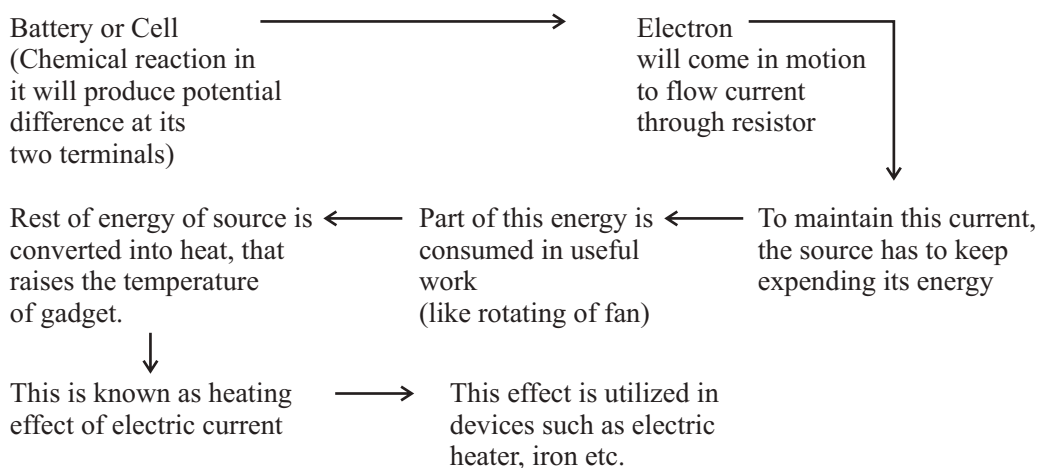 Battery or Cell
(Chemical reaction in
it will produce potential
difference at its
two terminals)
Electron
will come in motion
to flow current
through resistor
To maintain this current,
the source has to keep
expending its energy
Part of this energy is
consumed in useful
work
(like rotating of fan)
Rest of energy of source is
converted into heat, that
raises the temperature
of gadget.
This is known as heating
effect of electric current
This effect is utilized in
devices such as electric
heater, iron etc.